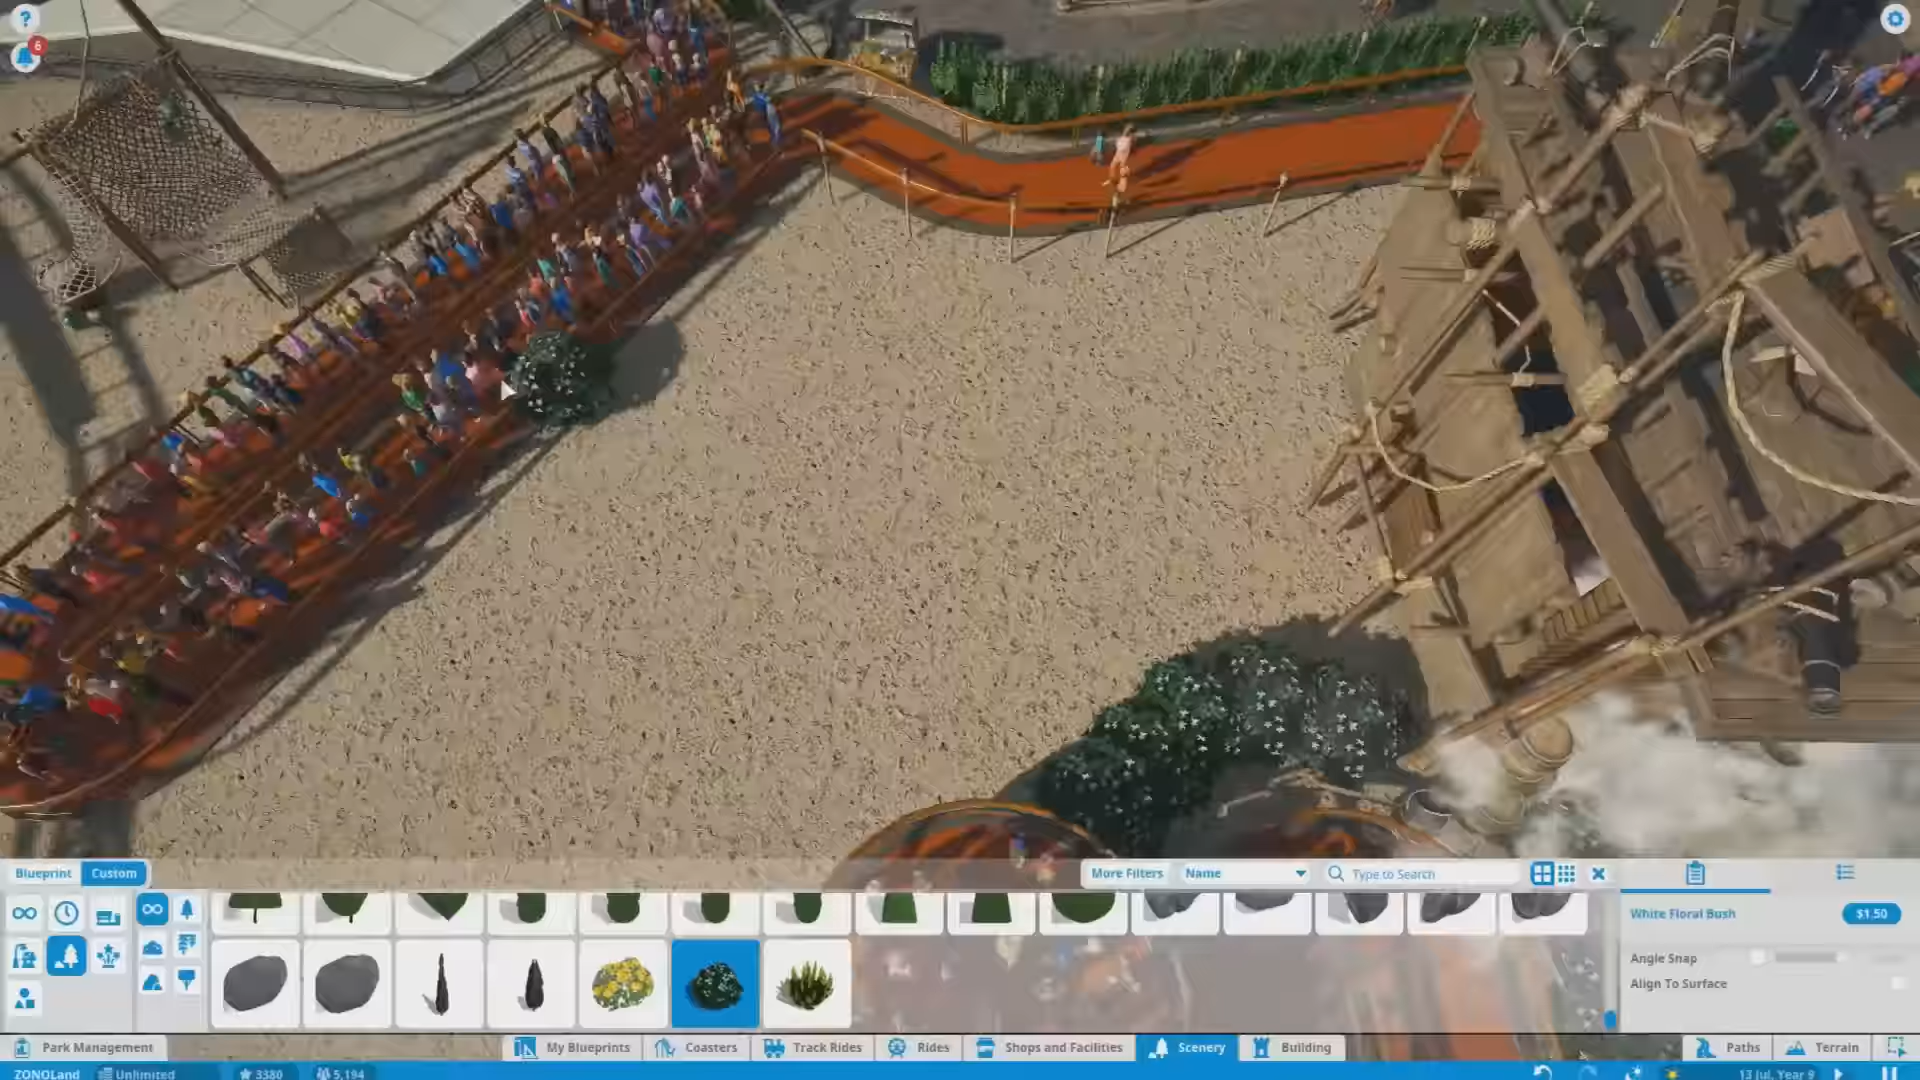 ?
6
Blueprint
Custom
More Filters
Name
Type to Search
White Floral Bush
$1.50
Angle Snap
Align To Surface
Park Management
My Blueprints
Coasters
Track Rides
Rides
Shops and Facilities
Scenery
Building
Paths
Terrain
ZONOLand
Unlimited
3380
5,194
13 Jul, Year 9